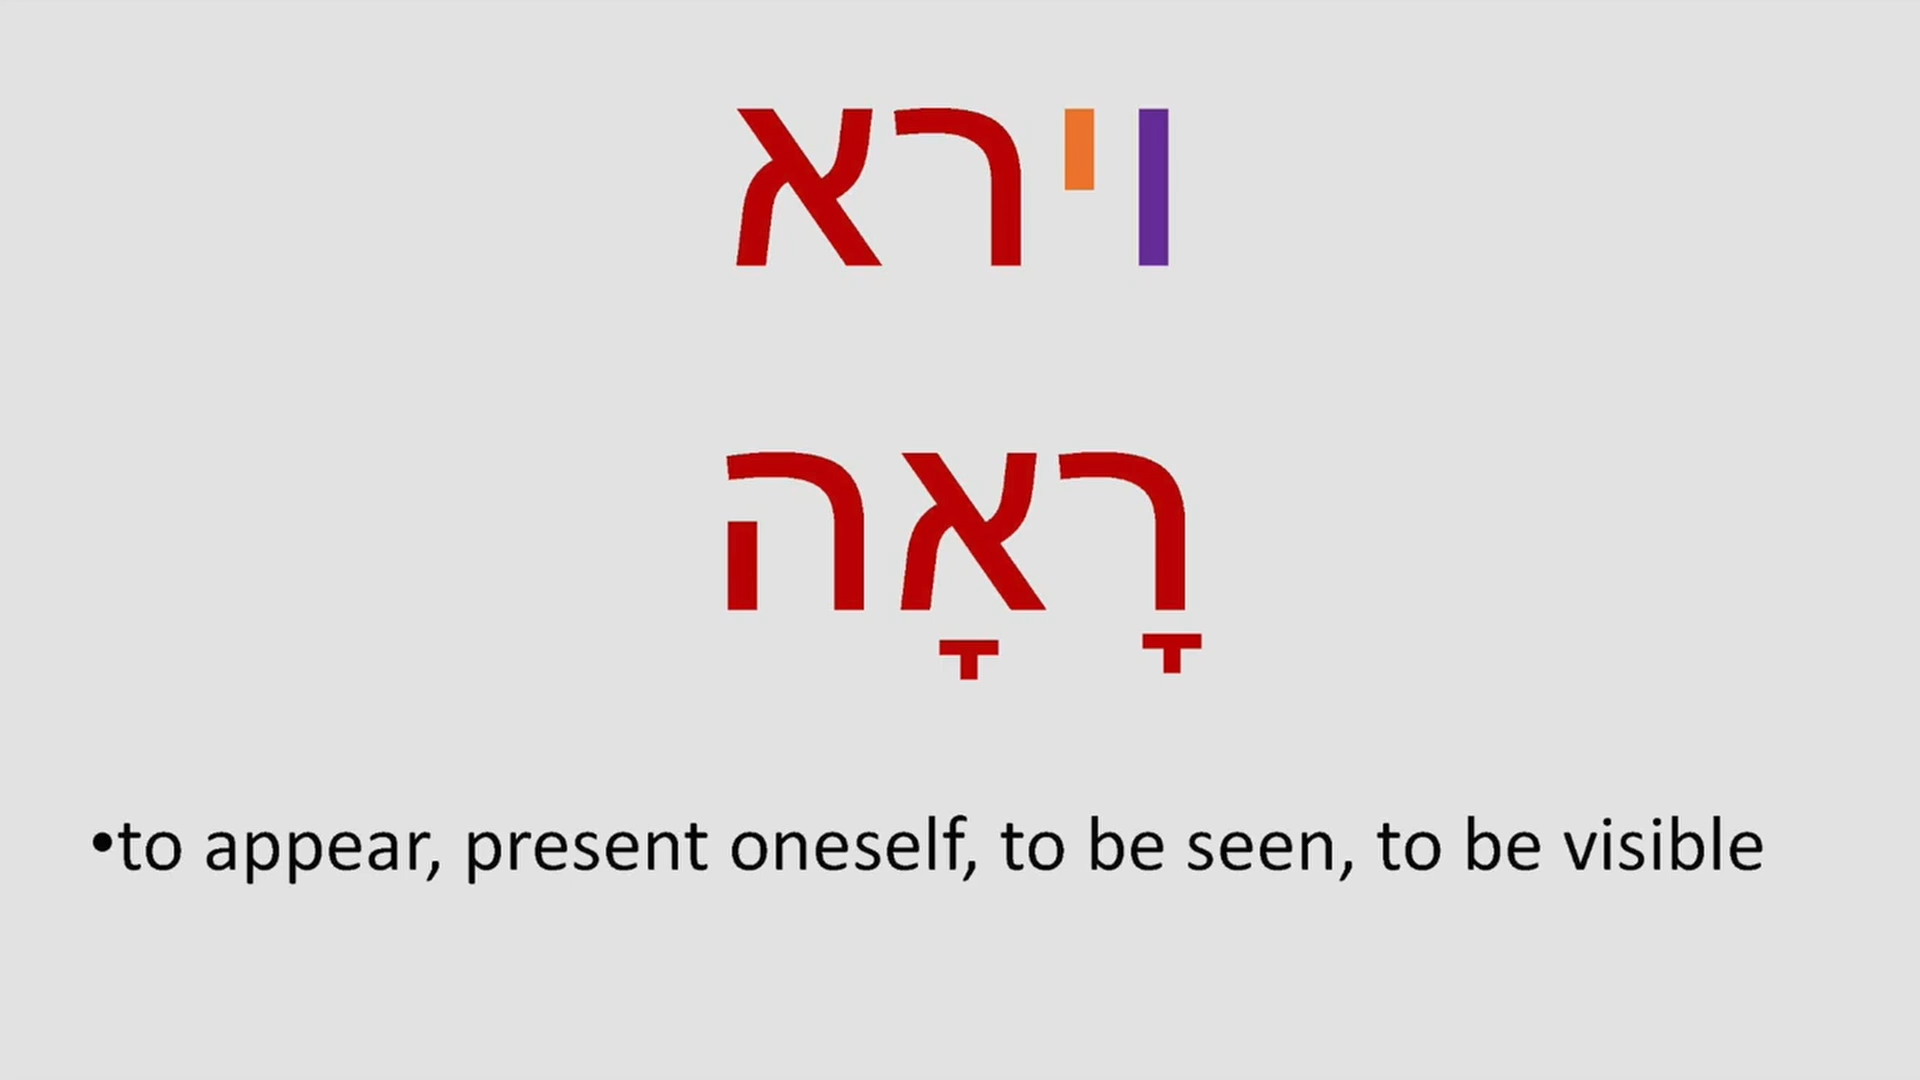 וירא
רָאָה
•to appear, present oneself, to be seen, to be visible